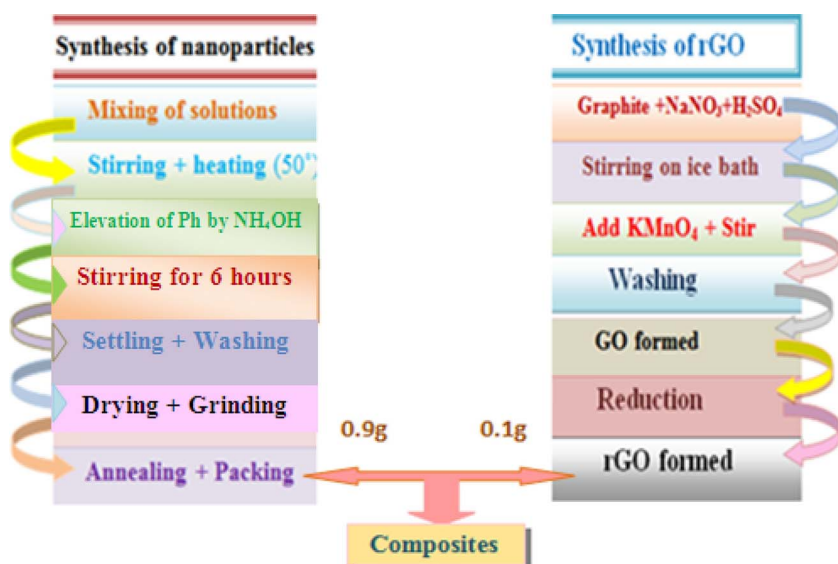 Synthesis of nanoparticles
Mixing of solutions
Stirring + heating (50°)
Elevation of Ph by NH₄OH
Stirring for 6 hours
Settling + Washing
Drying + Grinding
Annealing + Packing
Synthesis of rGO
Graphite +NaNO₃+H₂SO₄
Stirring on ice bath
Add KMnO₄ + Stir
Washing
GO formed
Reduction
rGO formed
0.9g
0.1g
Composites